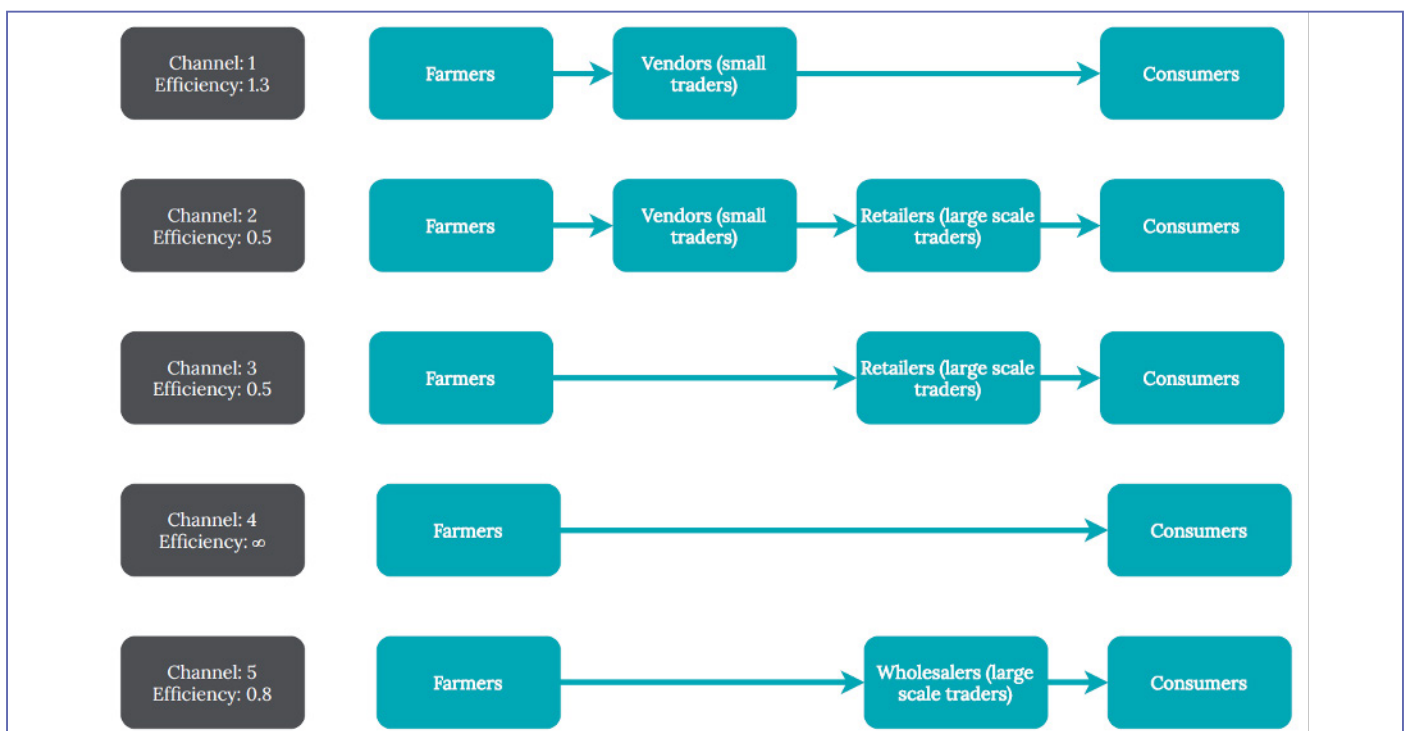 Channel: 1
Efficiency: 1.3
Farmers
Vendors (small
traders)
Consumers
Channel: 2
Efficiency: 0.5
Farmers
Vendors (small
traders)
Retailers (large scale
traders)
Consumers
Channel: 3
Efficiency: 0.5
Farmers
Retailers (large scale
traders)
Consumers
Channel: 4
Efficiency: ∞
Farmers
Consumers
Channel: 5
Efficiency: 0.8
Farmers
Wholesalers (large
scale traders)
Consumers